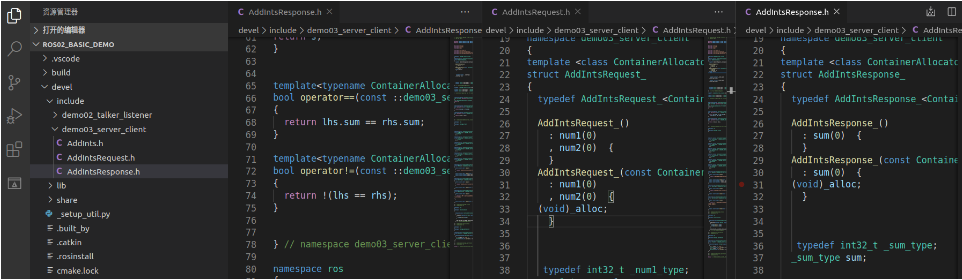 资源管理器
打开的编辑器
ROS02_BASIC_DEMO
.vscode
build
devel
include
demo02_talker_listener
demo03_server_client
AddInts.h
AddIntsRequest.h
AddIntsResponse.h
lib
share
_setup_util.py
.built_by
.catkin
.rosinstall
cmake.lock
C AddIntsResponse.h ×
devel > include > demo03_server_client > C AddIntsResponse
61 return s;
62 }
63
64
65 template<typename ContainerAlloca
66 bool operator==(const ::demo03_se
67 {
68 return lhs.sum == rhs.sum;
69 }
70
71 template<typename ContainerAlloca
72 bool operator!=(const ::demo03_se
73 {
74 return !(lhs == rhs);
75 }
76
77
78 } // namespace demo03_server_clie
79
80 namespace ros
C AddIntsRequest.h ×
devel > include > demo03_server_client > C AddIntsRequest.h
19 namespace demo03_server_client
20 {
21 template <class ContainerAllocato
22 struct AddIntsRequest_
23 {
24 typedef AddIntsRequest_<Contain
25
26 AddIntsRequest_()
27 : num1(0)
28 , num2(0) {
29 }
30 AddIntsRequest_(const Container
31 : num1(0)
32 , num2(0) {
33 (void)_alloc;
34 }
35
36
37
38 typedef int32_t _num1_type;
C AddIntsResponse.h ×
devel > include > demo03_server_client > C AddIntsResponse.h
19 namespace demo03_server_client
20 {
21 template <class ContainerAllocato
22 struct AddIntsResponse_
23 {
24 typedef AddIntsResponse_<Contai
25
26 AddIntsResponse_()
27 : sum(0) {
28 }
29 AddIntsResponse_(const Containe
30 : sum(0) {
31 (void)_alloc;
32 }
33
34
35
36 typedef int32_t _sum_type;
37 _sum_type sum;
38